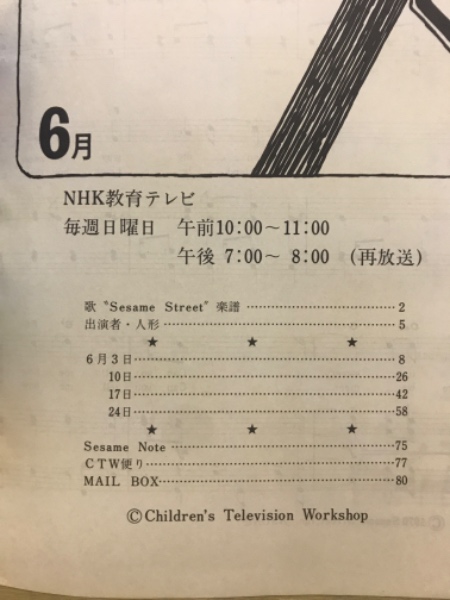 6月
NHK教育テレビ
毎週日曜日 午前10:00〜11:00
午後 7:00〜 8:00 (再放送)
歌〝Sesame Street〞楽譜 …………………………… 2
出演者・人形 …………………………………………… 5
★ ★ ★
6月3日 …………………………………………………… 8
10日 …………………………………………………… 26
17日 …………………………………………………… 42
24日 …………………………………………………… 58
★ ★ ★
Sesame Note …………………………………………… 75
CTW便り ………………………………………………… 77
MAIL BOX ……………………………………………… 80
©Children's Television Workshop